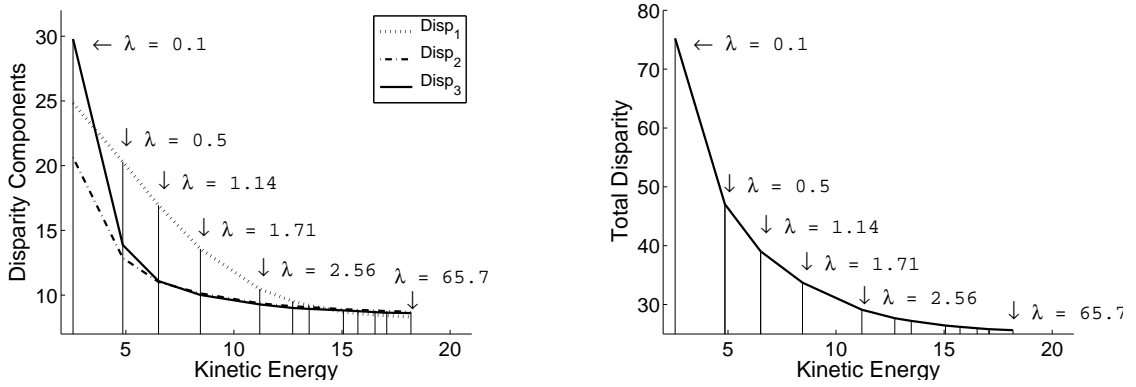 Disparity Components
30
25
20
15
10
5
10
15
20
Kinetic Energy
Disp1
Disp2
Disp3
← λ = 0.1
↓ λ = 0.5
↓ λ = 1.14
↓ λ = 1.71
↓ λ = 2.56
λ = 65.7
↓
Total Disparity
80
70
60
50
40
30
5
10
15
20
Kinetic Energy
← λ = 0.1
↓ λ = 0.5
↓ λ = 1.14
↓ λ = 1.71
↓ λ = 2.56
↓ λ = 65.7